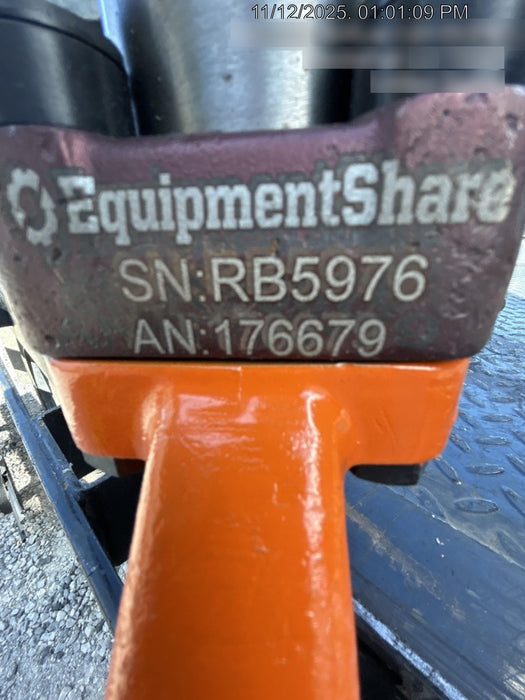 11/12/2025. 01:01:09 PM
EquipmentShare
SN:RB5976
AN:176679